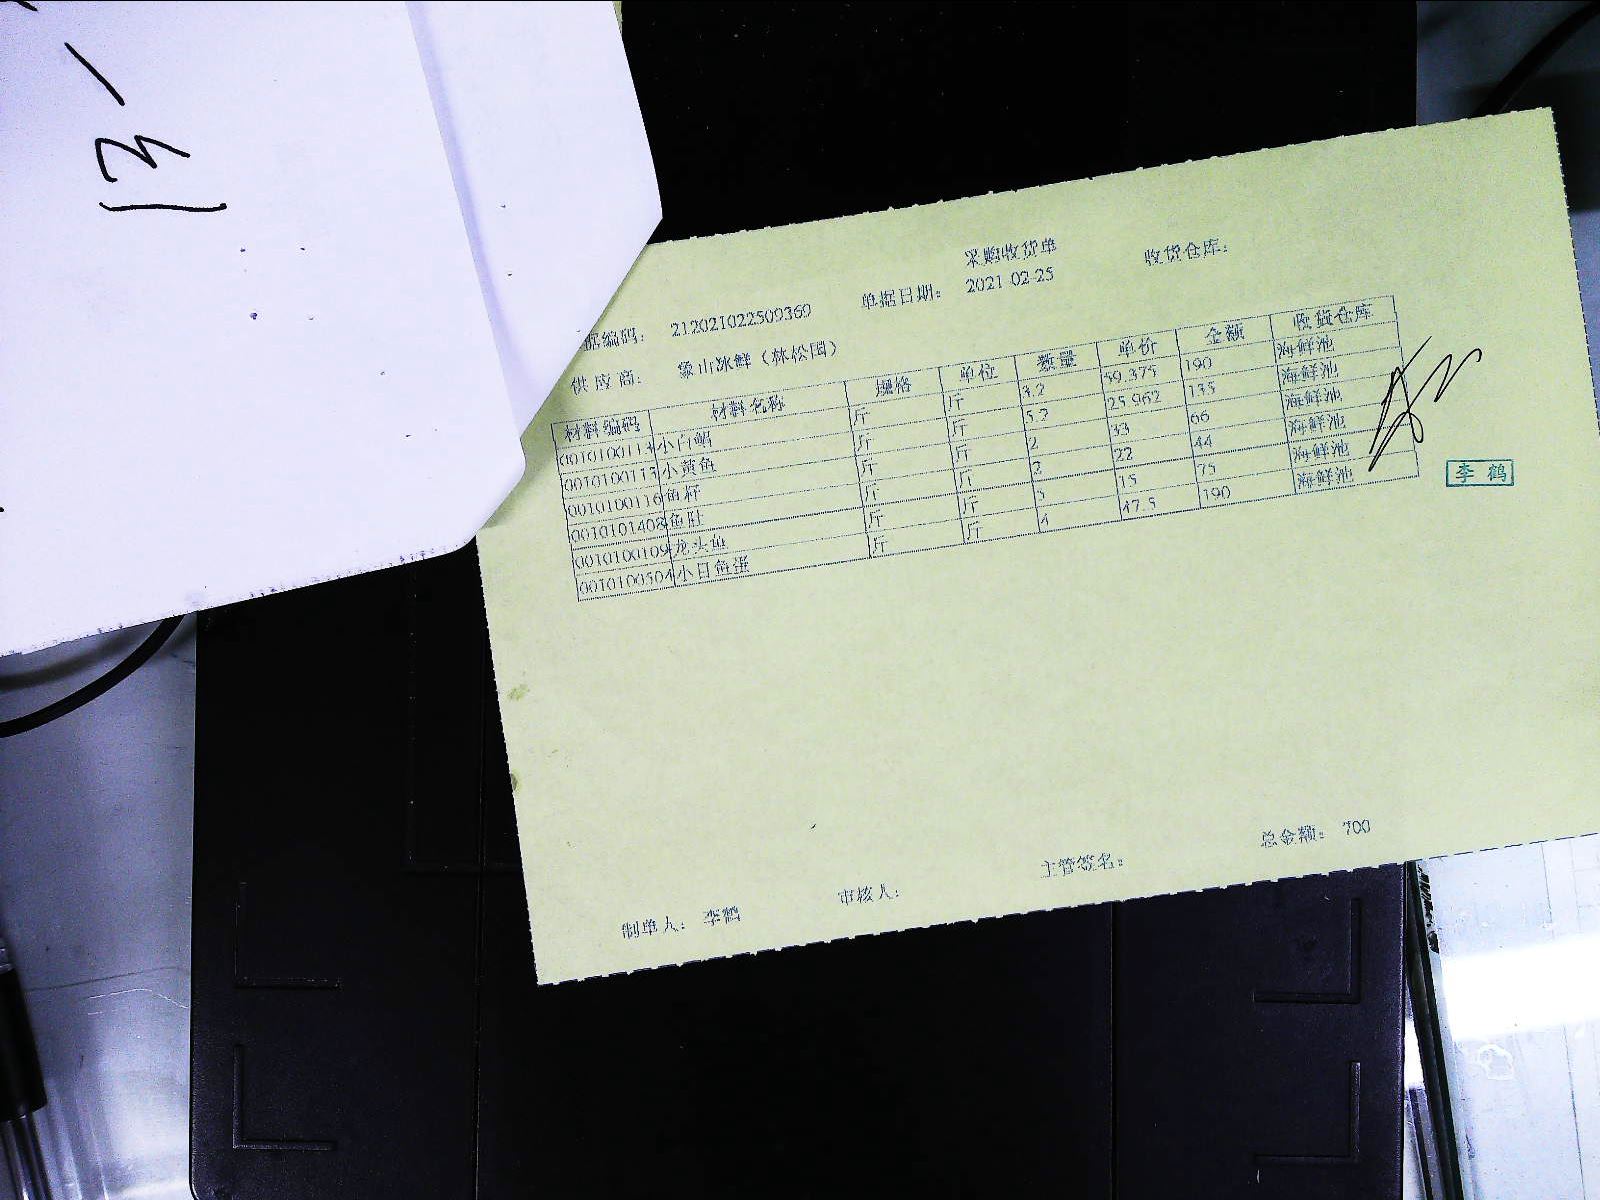 131
采购收货单
据编码: 212021022509369 单据日期: 2021-02-25 收货仓库:
供应商: 象山冰鲜(林松国)
材料编码 材料名称 规格 单位 数量 单价 金额 收货仓库
小白鲳 斤 斤 3.2 59.375 190 海鲜池
0010100115 小黄鱼 斤 斤 5.2 25.962 135 海鲜池
0010100116 鱼杆 斤 斤 2 33 66 海鲜池
0010101408 鱼肚 斤 斤 2 22 44 海鲜池
0010100109 龙头鱼 斤 斤 5 15 75 海鲜池
0010100504 小目鱼蛋 斤 斤 4 47.5 190 海鲜池
李鹤
总金额: 700
制单人: 李鹤 审核人: 主管签名: